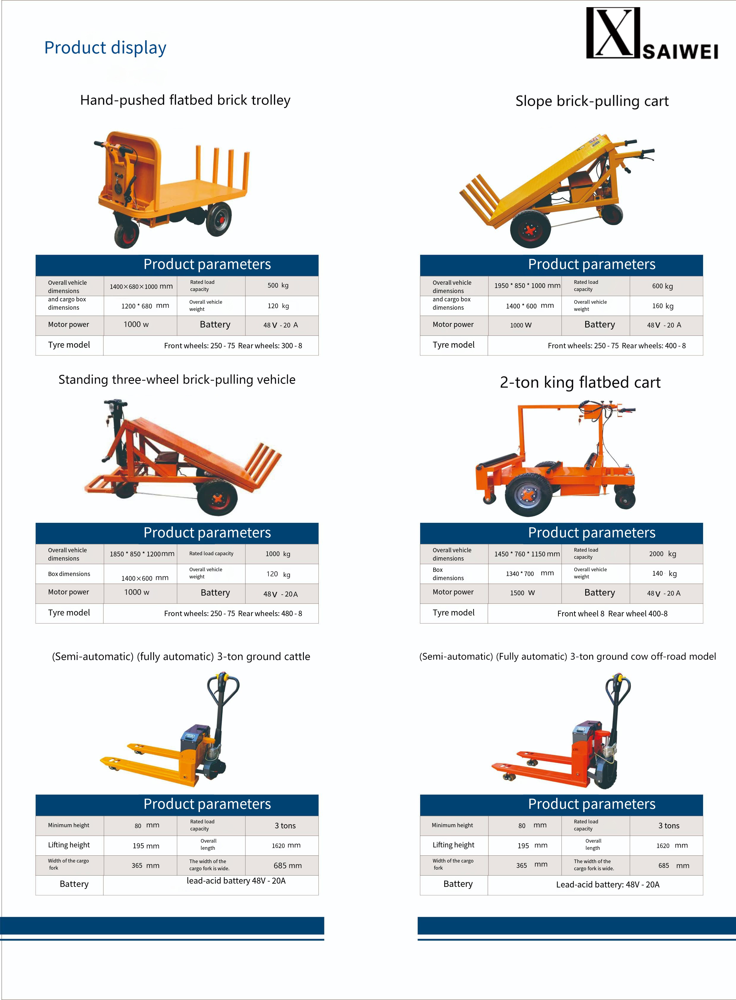 Product display
X SAIWEI
Hand-pushed flatbed brick trolley
Product parameters
Overall vehicle dimensions
1400×680×1000 mm
Rated load capacity
500 kg
and cargo box dimensions
1200 * 680 mm
Overall vehicle weight
120 kg
Motor power
1000 w
Battery
48V - 20 A
Tyre model
Front wheels: 250 - 75 Rear wheels: 300 - 8
Slope brick-pulling cart
Product parameters
Overall vehicle dimensions
1950 * 850 * 1000 mm
Rated load capacity
600 kg
and cargo box dimensions
1400 * 600 mm
Overall vehicle weight
160 kg
Motor power
1000 W
Battery
48V - 20 A
Tyre model
Front wheels: 250 - 75 Rear wheels: 400 - 8
Standing three-wheel brick-pulling vehicle
Product parameters
Overall vehicle dimensions
1850 * 850 * 1200mm
Rated load capacity
1000 kg
Box dimensions
1400×600 mm
Overall vehicle weight
120 kg
Motor power
1000 w
Battery
48V - 20A
Tyre model
Front wheels: 250 - 75 Rear wheels: 480 - 8
2-ton king flatbed cart
Product parameters
Overall vehicle dimensions
1450 * 760 * 1150 mm
Rated load capacity
2000 kg
Box dimensions
1340 * 700 mm
Overall vehicle weight
140 kg
Motor power
1500 W
Battery
48V - 20 A
Tyre model
Front wheel 8 Rear wheel 400-8
(Semi-automatic) (fully automatic) 3-ton ground cattle
Product parameters
Minimum height
80 mm
Rated load capacity
3 tons
Lifting height
195 mm
Overall length
1620 mm
Width of the cargo fork
365 mm
The width of the cargo fork is wide.
685 mm
Battery
lead-acid battery 48V - 20A
(Semi-automatic) (Fully automatic) 3-ton ground cow off-road model
Product parameters
Minimum height
80 mm
Rated load capacity
3 tons
Lifting height
195 mm
Overall length
1620 mm
Width of the cargo fork
365 mm
The width of the cargo fork is wide.
685 mm
Battery
Lead-acid battery: 48V - 20A